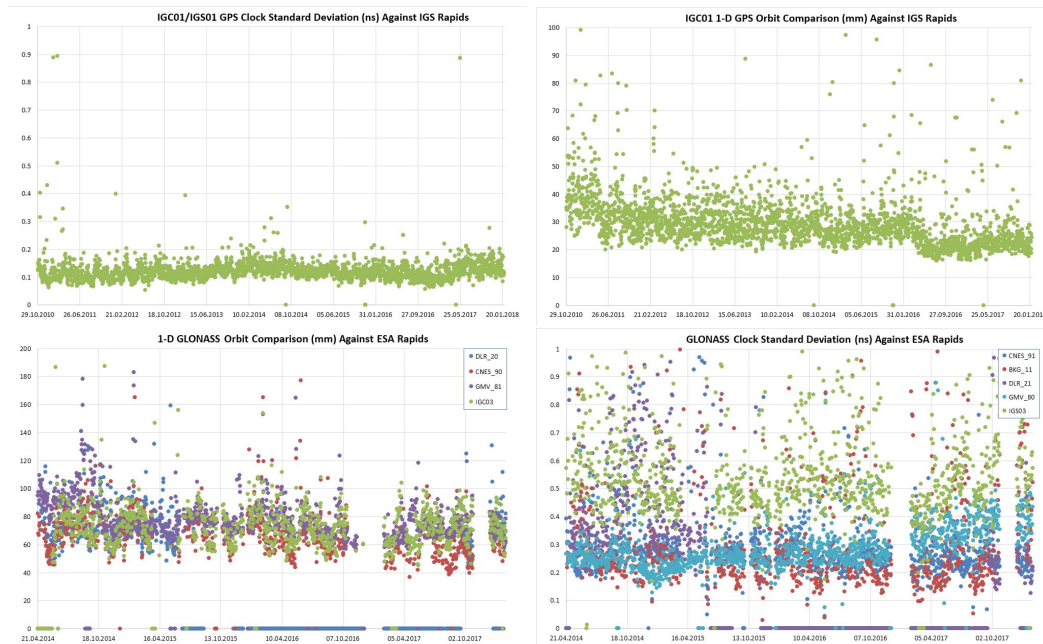 IGC01/IGS01 GPS Clock Standard Deviation (ns) Against IGS Rapids
1
0.9
0.8
0.7
0.6
0.5
0.4
0.3
0.2
0.1
0
29.10.2010 26.06.2011 21.02.2012 18.10.2012 15.06.2013 10.02.2014 08.10.2014 05.06.2015 31.01.2016 27.09.2016 25.05.2017 20.01.2018
IGC01 1-D GPS Orbit Comparison (mm) Against IGS Rapids
100
90
80
70
60
50
40
30
20
10
0
29.10.2010 26.06.2011 21.02.2012 18.10.2012 15.06.2013 10.02.2014 08.10.2014 05.06.2015 31.01.2016 27.09.2016 25.05.2017 20.01.2018
1-D GLONASS Orbit Comparison (mm) Against ESA Rapids
200
180
160
140
120
100
80
60
40
20
0
21.04.2014 18.10.2014 16.04.2015 13.10.2015 10.04.2016 07.10.2016 05.04.2017 02.10.2017
DLR_20
CNES_90
GMV_81
IGC03
GLONASS Clock Standard Deviation (ns) Against ESA Rapids
1
0.9
0.8
0.7
0.6
0.5
0.4
0.3
0.2
0.1
0
21.04.2014 18.10.2014 16.04.2015 13.10.2015 10.04.2016 07.10.2016 05.04.2017 02.10.2017
CNES_91
BKG_11
DLR_21
GMV_80
IGS03